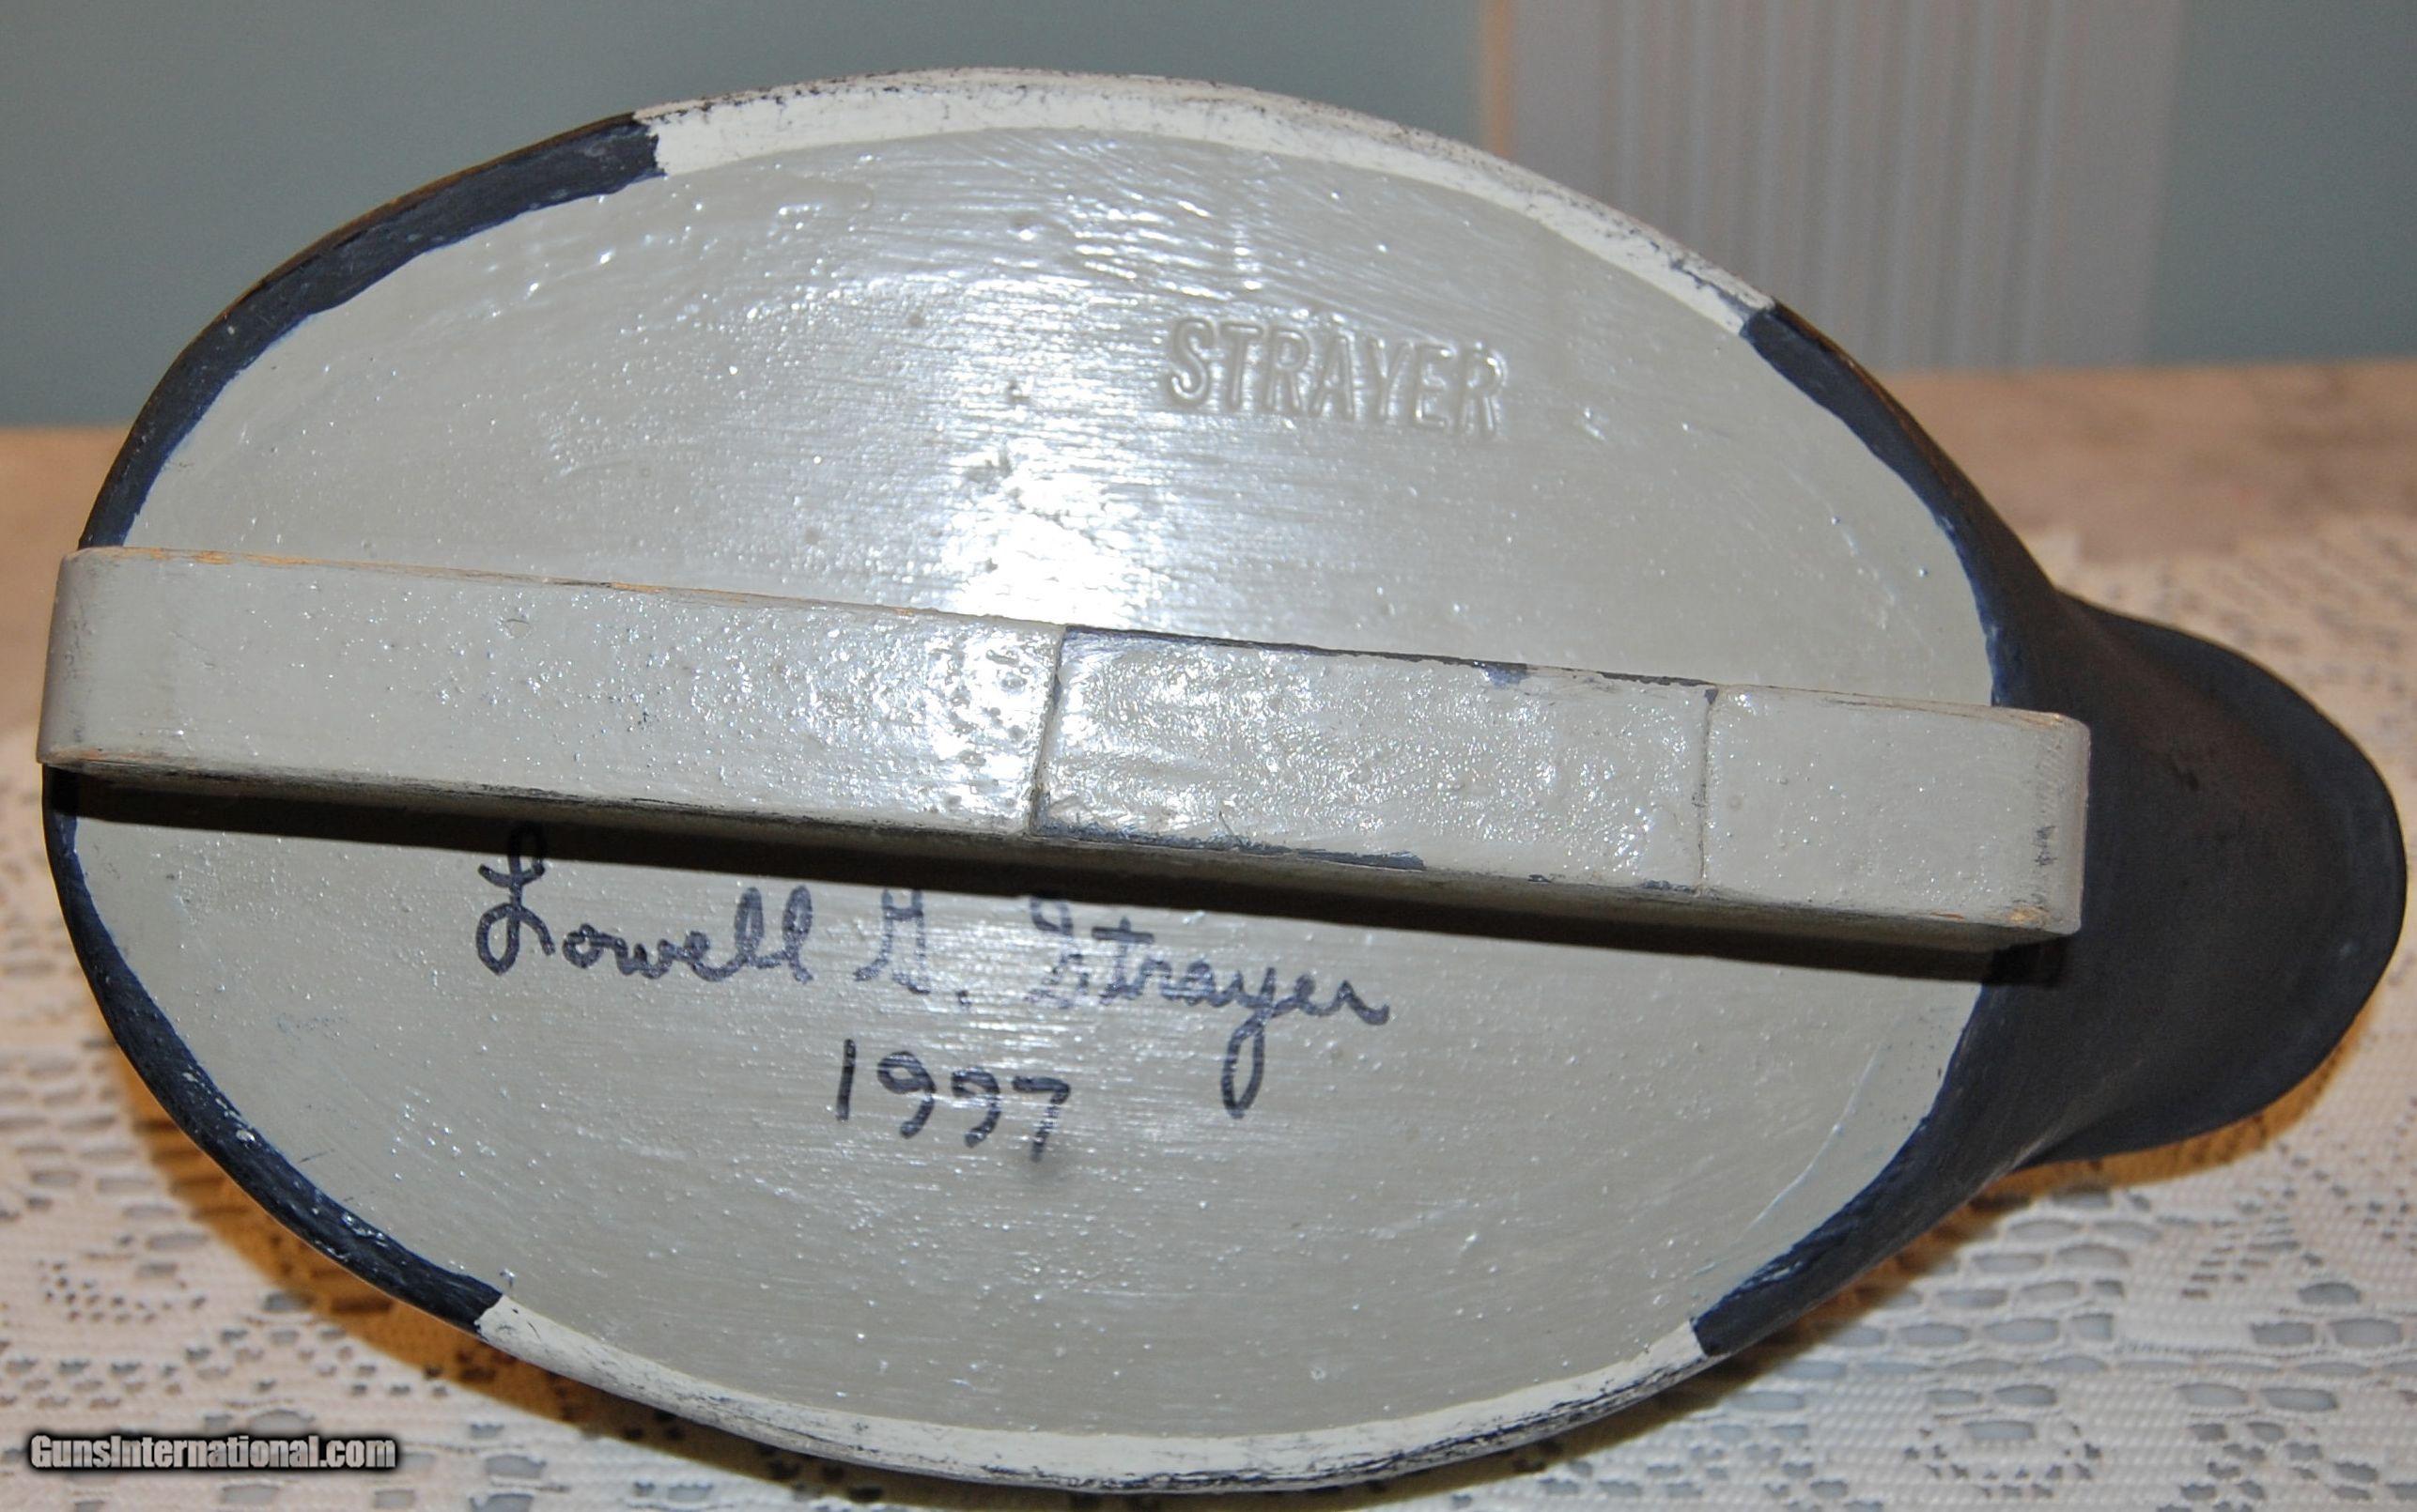 STRAYER
Lowell G. Strayer
1997
GunsInternational.com